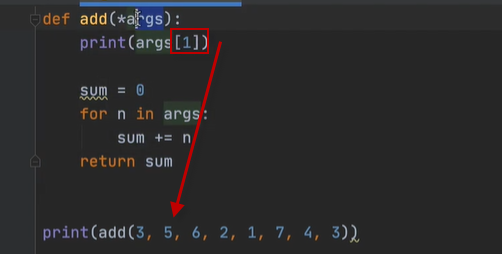 def add(*args):
    print(args[1])
    sum = 0
    for n in args:
        sum += n
    return sum
print(add(3, 5, 6, 2, 1, 7, 4, 3))